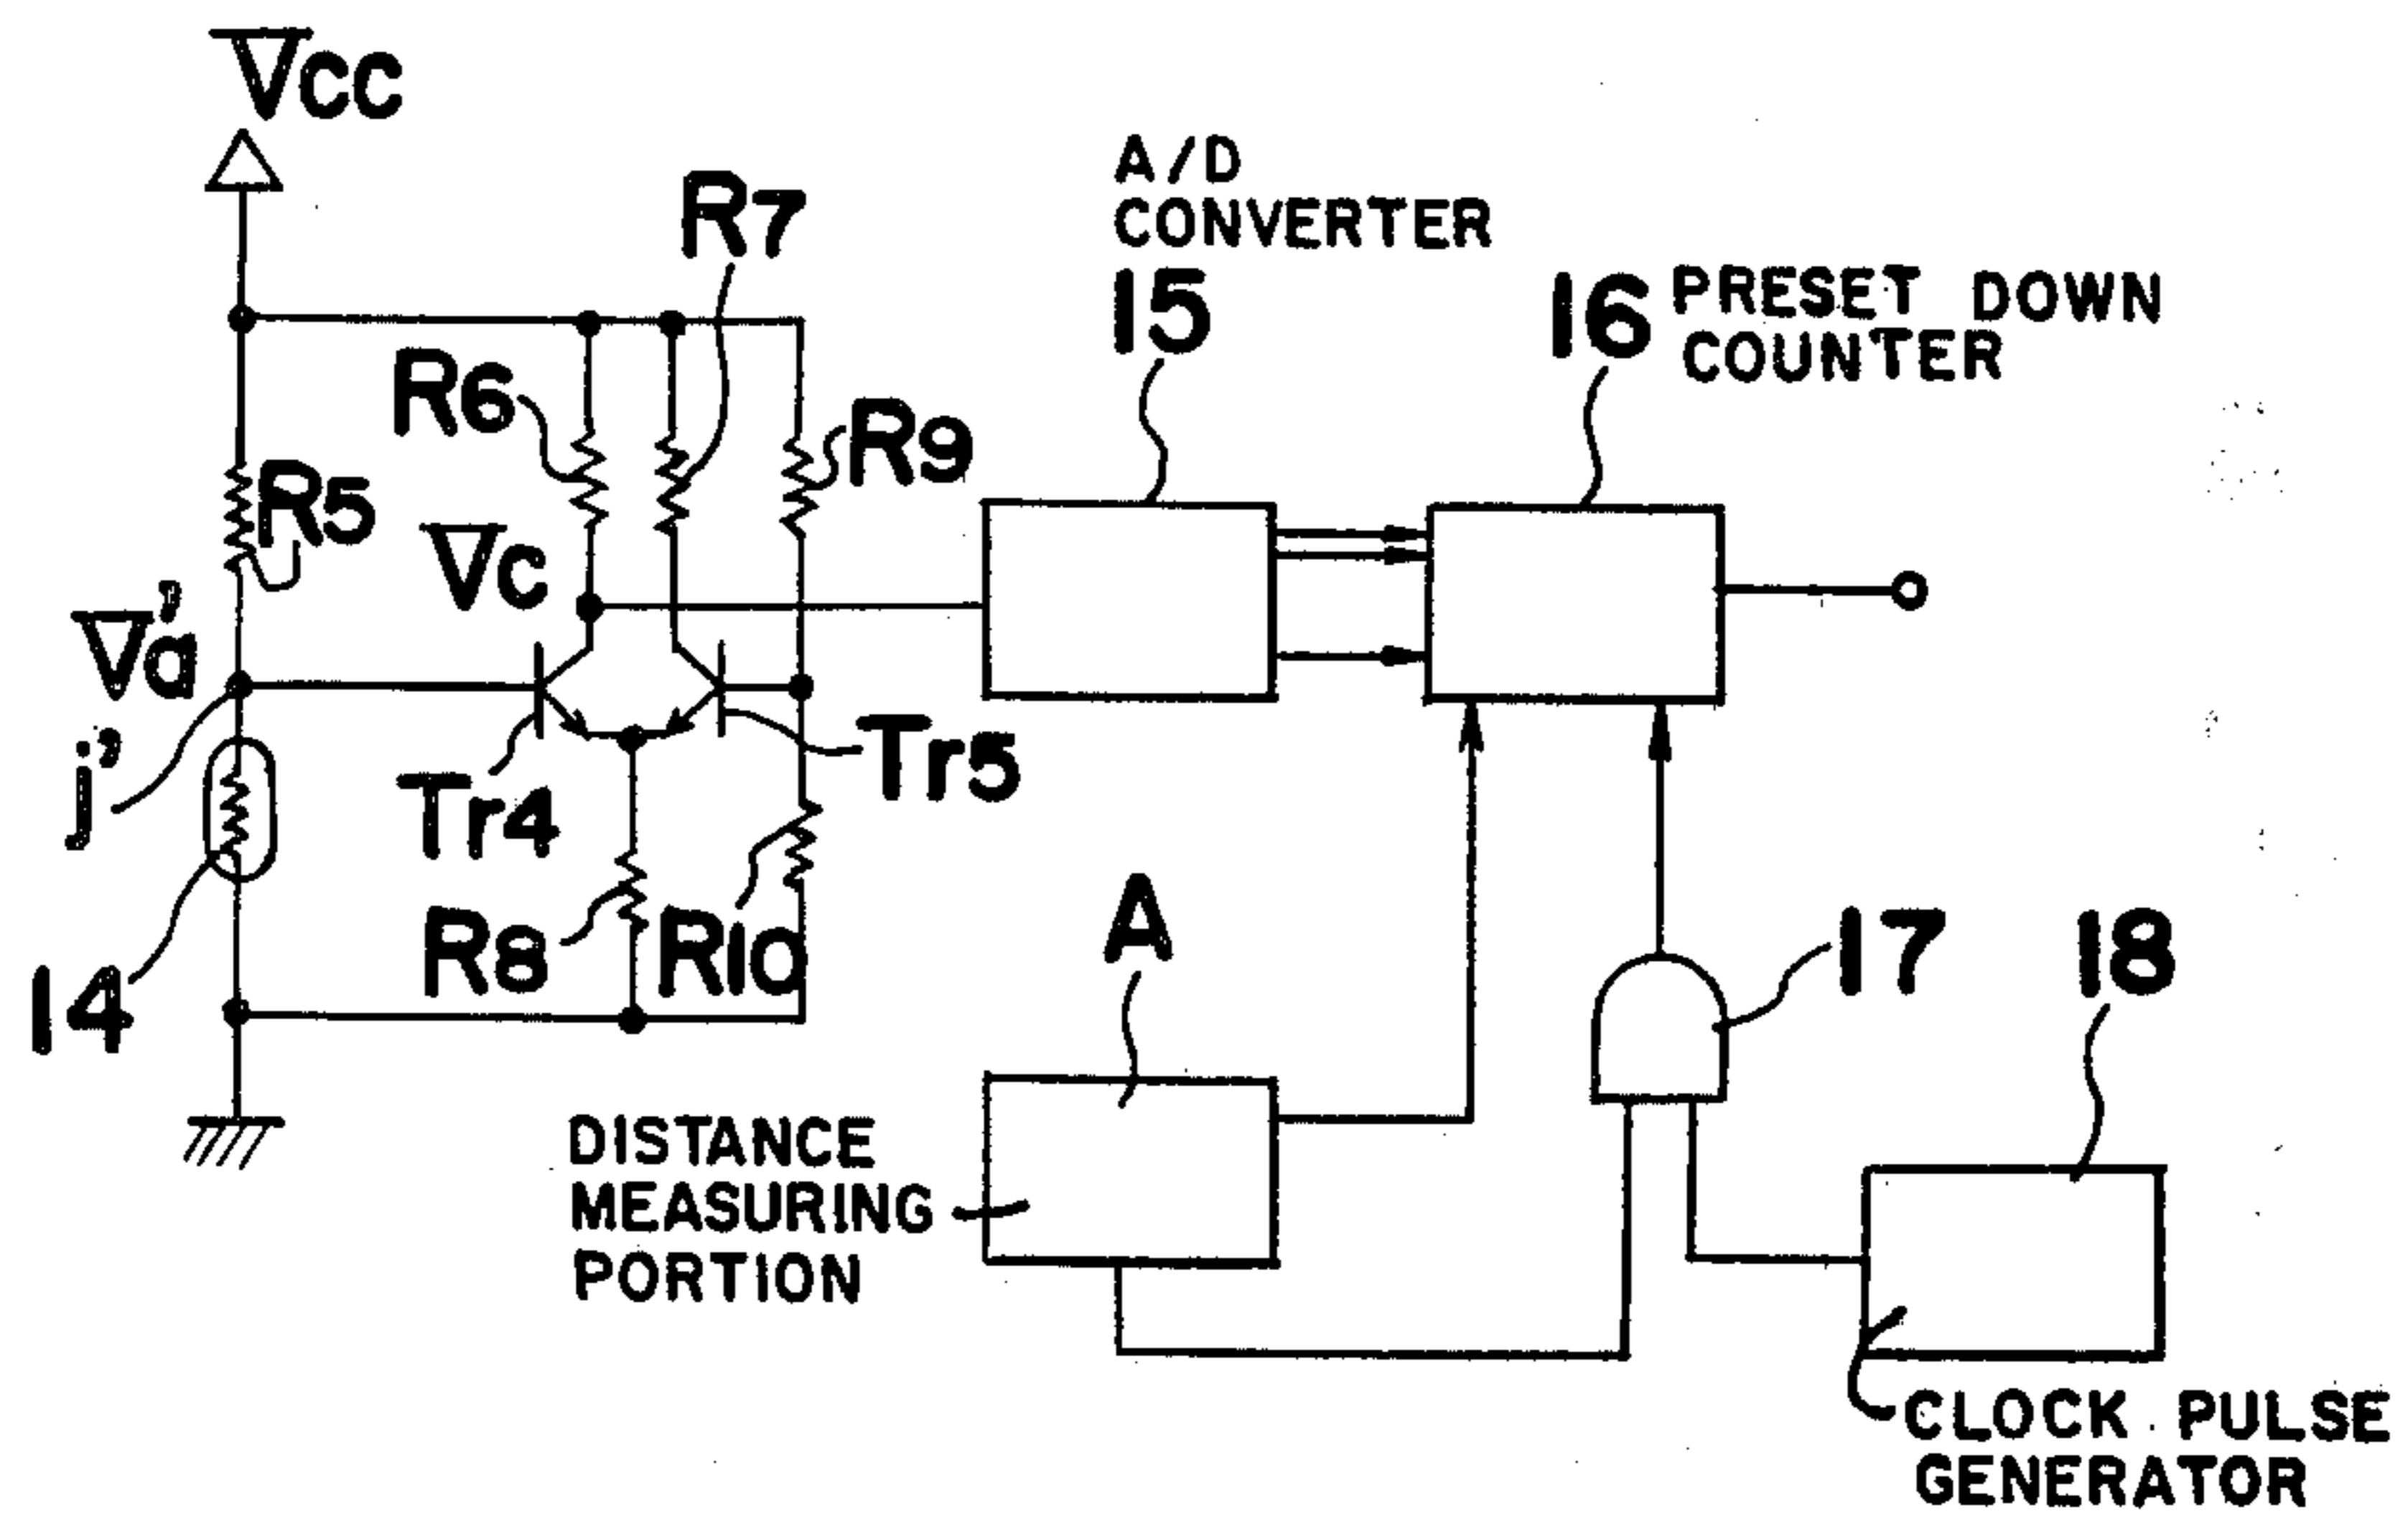 Vcc
R7
A/D
CONVERTER
15
16 PRESET DOWN
COUNTER
R6
R9
R5
Vc
Va'
j'
Tr4
Tr5
14
R8
R10
A
17
18
DISTANCE
MEASURING
PORTION
CLOCK PULSE
GENERATOR